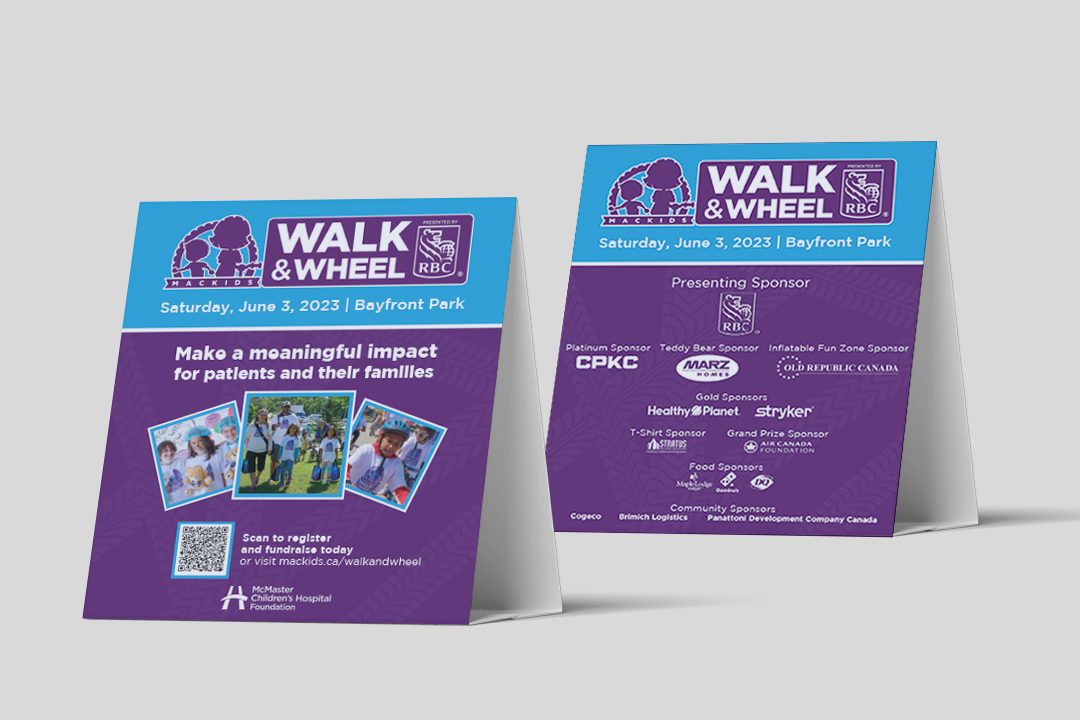 MACKIDS
WALK
& WHEEL
PRESENTED BY
RBC
®
Saturday, June 3, 2023 | Bayfront Park
Make a meaningful impact
for patients and their families
Scan to register
and fundraise today
or visit mackids.ca/walkandwheel
McMaster
Children's Hospital
Foundation
MACKIDS
WALK
& WHEEL
PRESENTED BY
RBC
®
Saturday, June 3, 2023 | Bayfront Park
Presenting Sponsor
RBC
Platinum Sponsor Teddy Bear Sponsor Inflatable Fun Zone Sponsor
CPKC MARZ HOMES OLD REPUBLIC CANADA
Gold Sponsors
Healthy Planet stryker
T-Shirt Sponsor Grand Prize Sponsor
STRATUS AIR CANADA FOUNDATION
Food Sponsors
Maple Lodge Domino's DQ
Community Sponsors
Cogeco Brimich Logistics Panattoni Development Company Canada